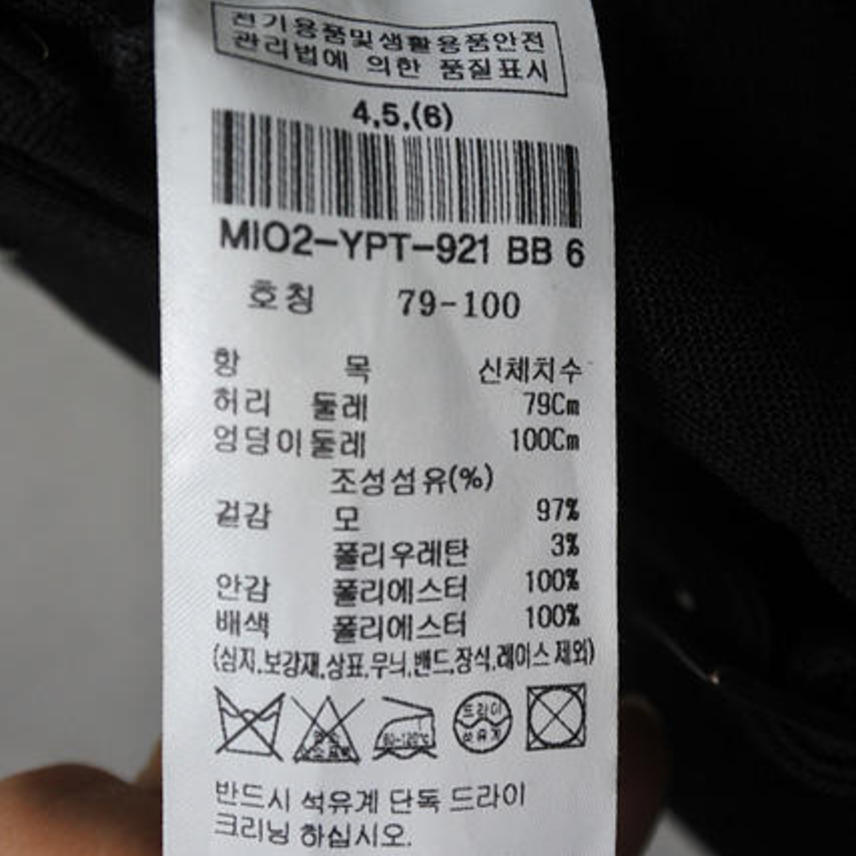 전기용품및생활용품안전
관리법에 의한 품질표시
4,5,(6)
MIO2-YPT-921 BB 6
호칭 79-100
항 목 신체치수
허리 둘레 79Cm
엉덩이둘레 100Cm
조성섬유(%)
겉감 모 97%
폴리우레탄 3%
안감 폴리에스터 100%
배색 폴리에스터 100%
(심지,보강재,상표,무늬,밴드,장식,레이스 제외)
80-120℃ 드라이
석유계
반드시 석유계 단독 드라이
크리닝 하십시오.